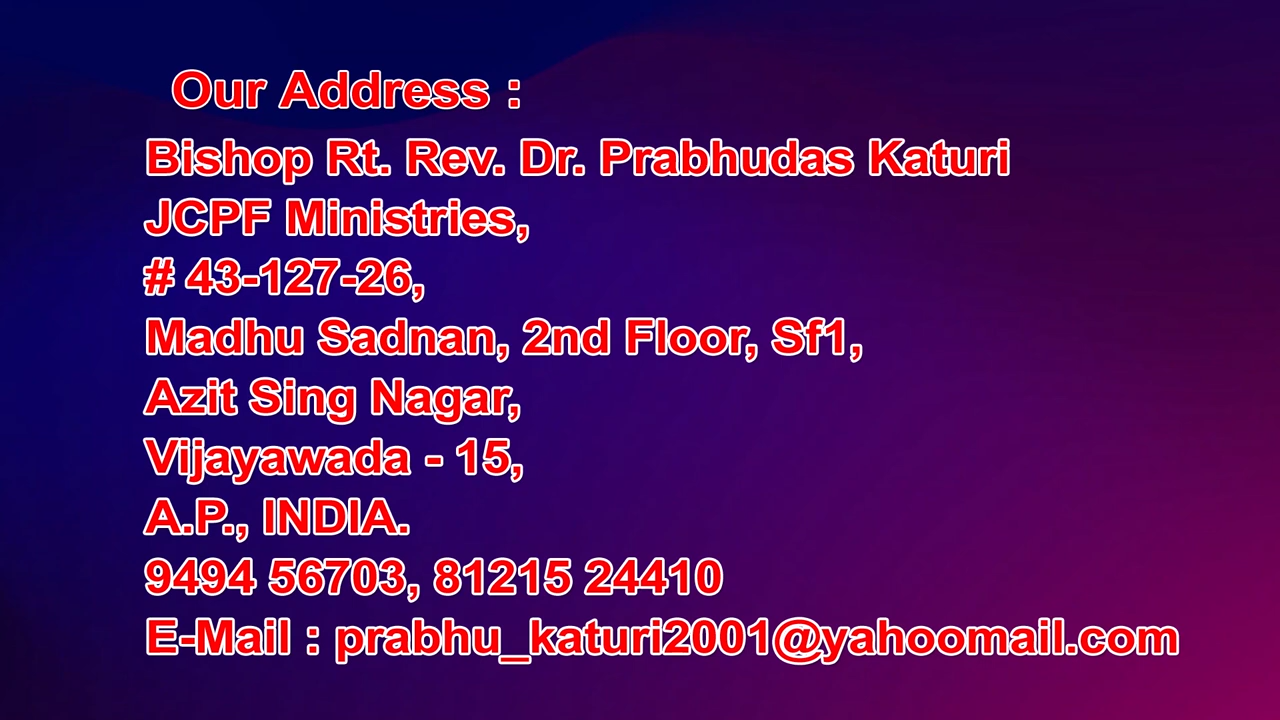 Our Address :
Bishop Rt. Rev. Dr. Prabhudas Katuri
JCPF Ministries,
# 43-127-26,
Madhu Sadnan, 2nd Floor, Sf1,
Azit Sing Nagar,
Vijayawada - 15,
A.P., INDIA.
9494 56703, 81215 24410
E-Mail : prabhu_katuri2001@yahoomail.com